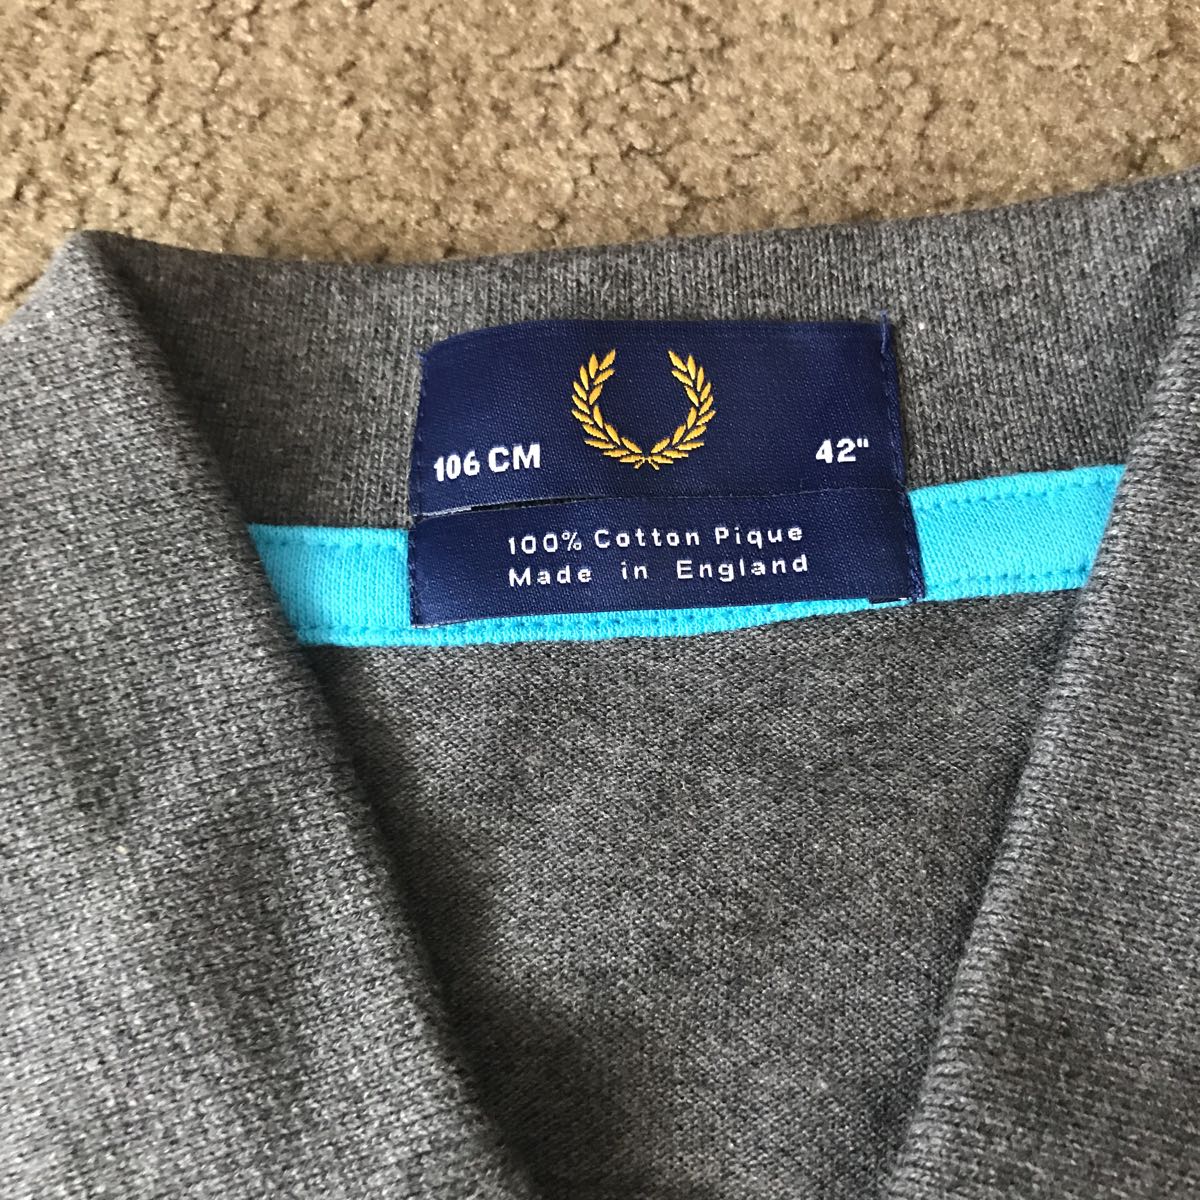 106 CM 42"
100% Cotton Pique
Made in England